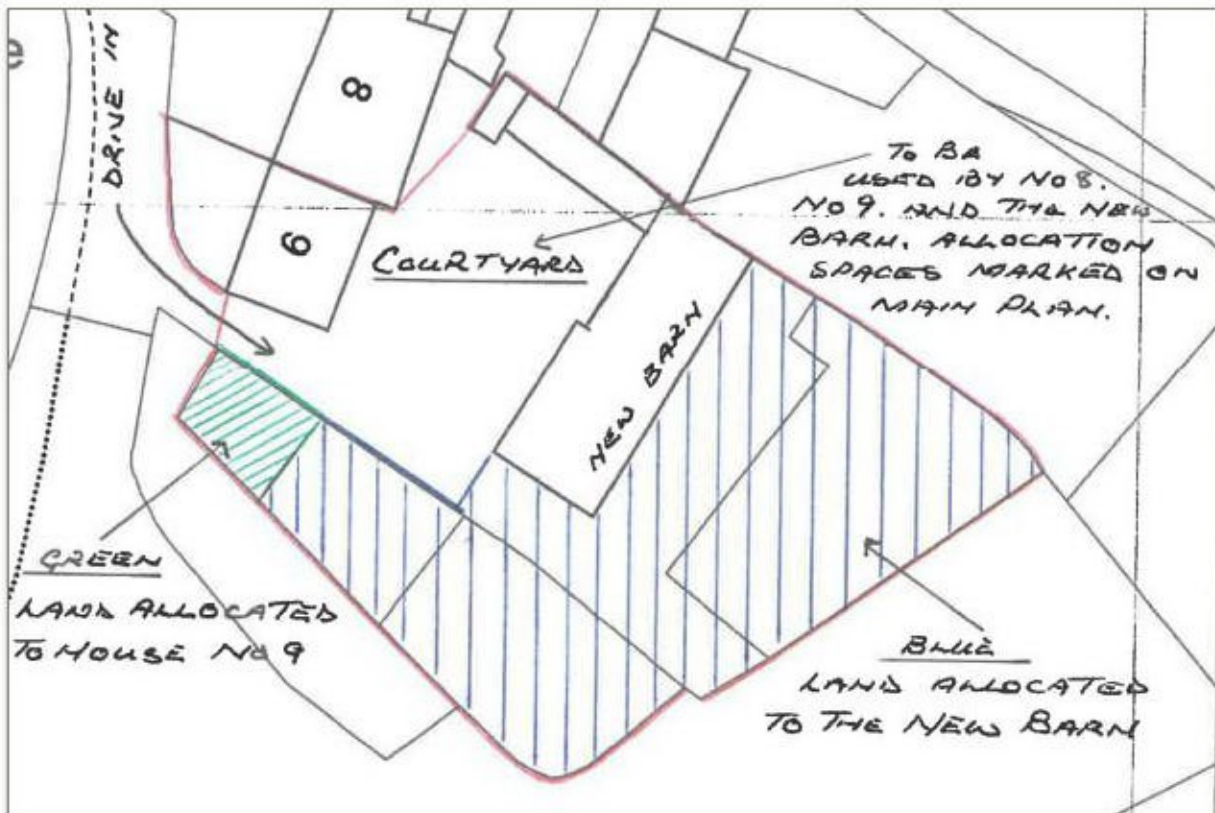 DRIVE IN
8
9
COURTYARD
TO BA
USED BY NO 8.
NO 9. AND THE NEW
BARN. ALLOCATION
SPACES MARKED ON
MAIN PLAN.
NEW BARN
GREEN
LAND ALLOCATED
TO HOUSE NO 9
BLUE
LAND ALLOCATED
TO THE NEW BARN